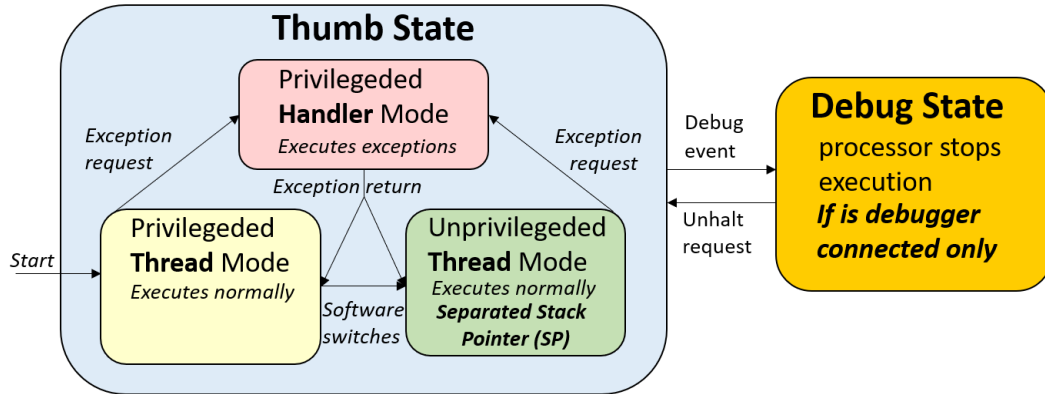 Thumb State
Privilegeded
Handler Mode
Executes exceptions
Exception
request
Exception
request
Exception return
Start
Privilegeded
Thread Mode
Executes normally
Software
switches
Unprivilegeded
Thread Mode
Executes normally
Separated Stack
Pointer (SP)
Debug
event
Unhalt
request
Debug State
processor stops
execution
If is debugger
connected only